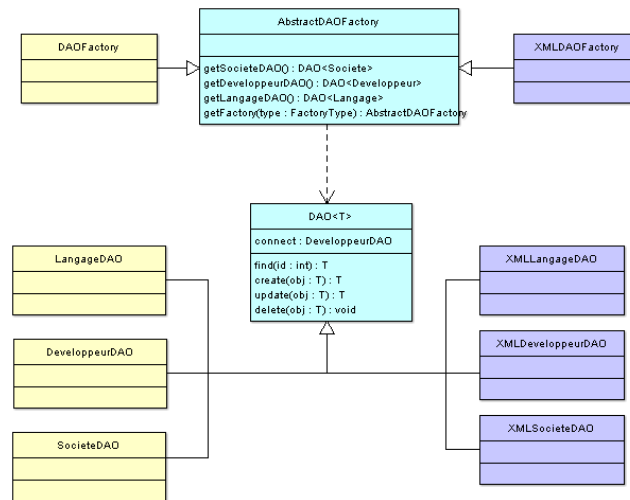 AbstractDAOFactory
DAOFactory
XMLDAOFactory
getSocieteDAO() : DAO<Societe>
getDeveloppeurDAO() : DAO<Developpeur>
getLangageDAO() : DAO<Langage>
getFactory(type : FactoryType) : AbstractDAOFactory
DAO<T>
connect : DeveloppeurDAO
find(id : int) : T
create(obj : T) : T
update(obj : T) : T
delete(obj : T) : void
LangageDAO
DeveloppeurDAO
SocieteDAO
XMLLangageDAO
XMLDeveloppeurDAO
XMLSocieteDAO